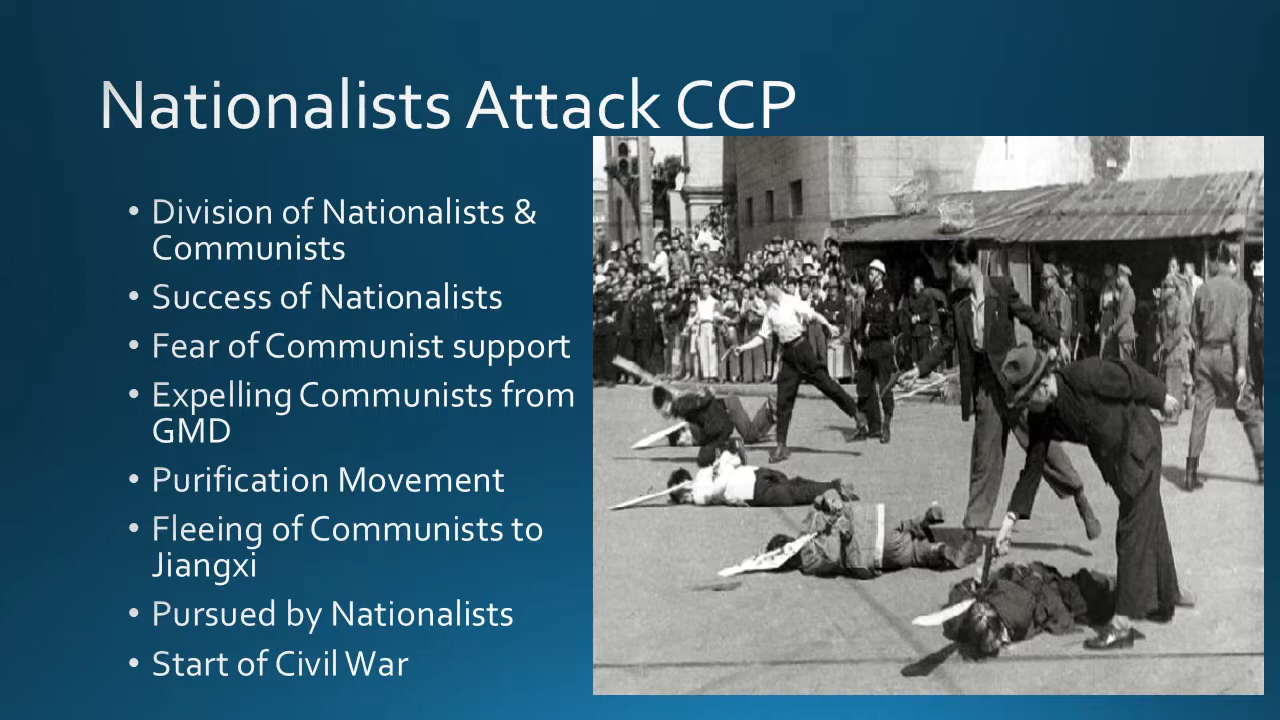 Nationalists Attack CCP
• Division of Nationalists &
Communists
• Success of Nationalists
• Fear of Communist support
• Expelling Communists from
GMD
• Purification Movement
• Fleeing of Communists to
Jiangxi
• Pursued by Nationalists
• Start of Civil War